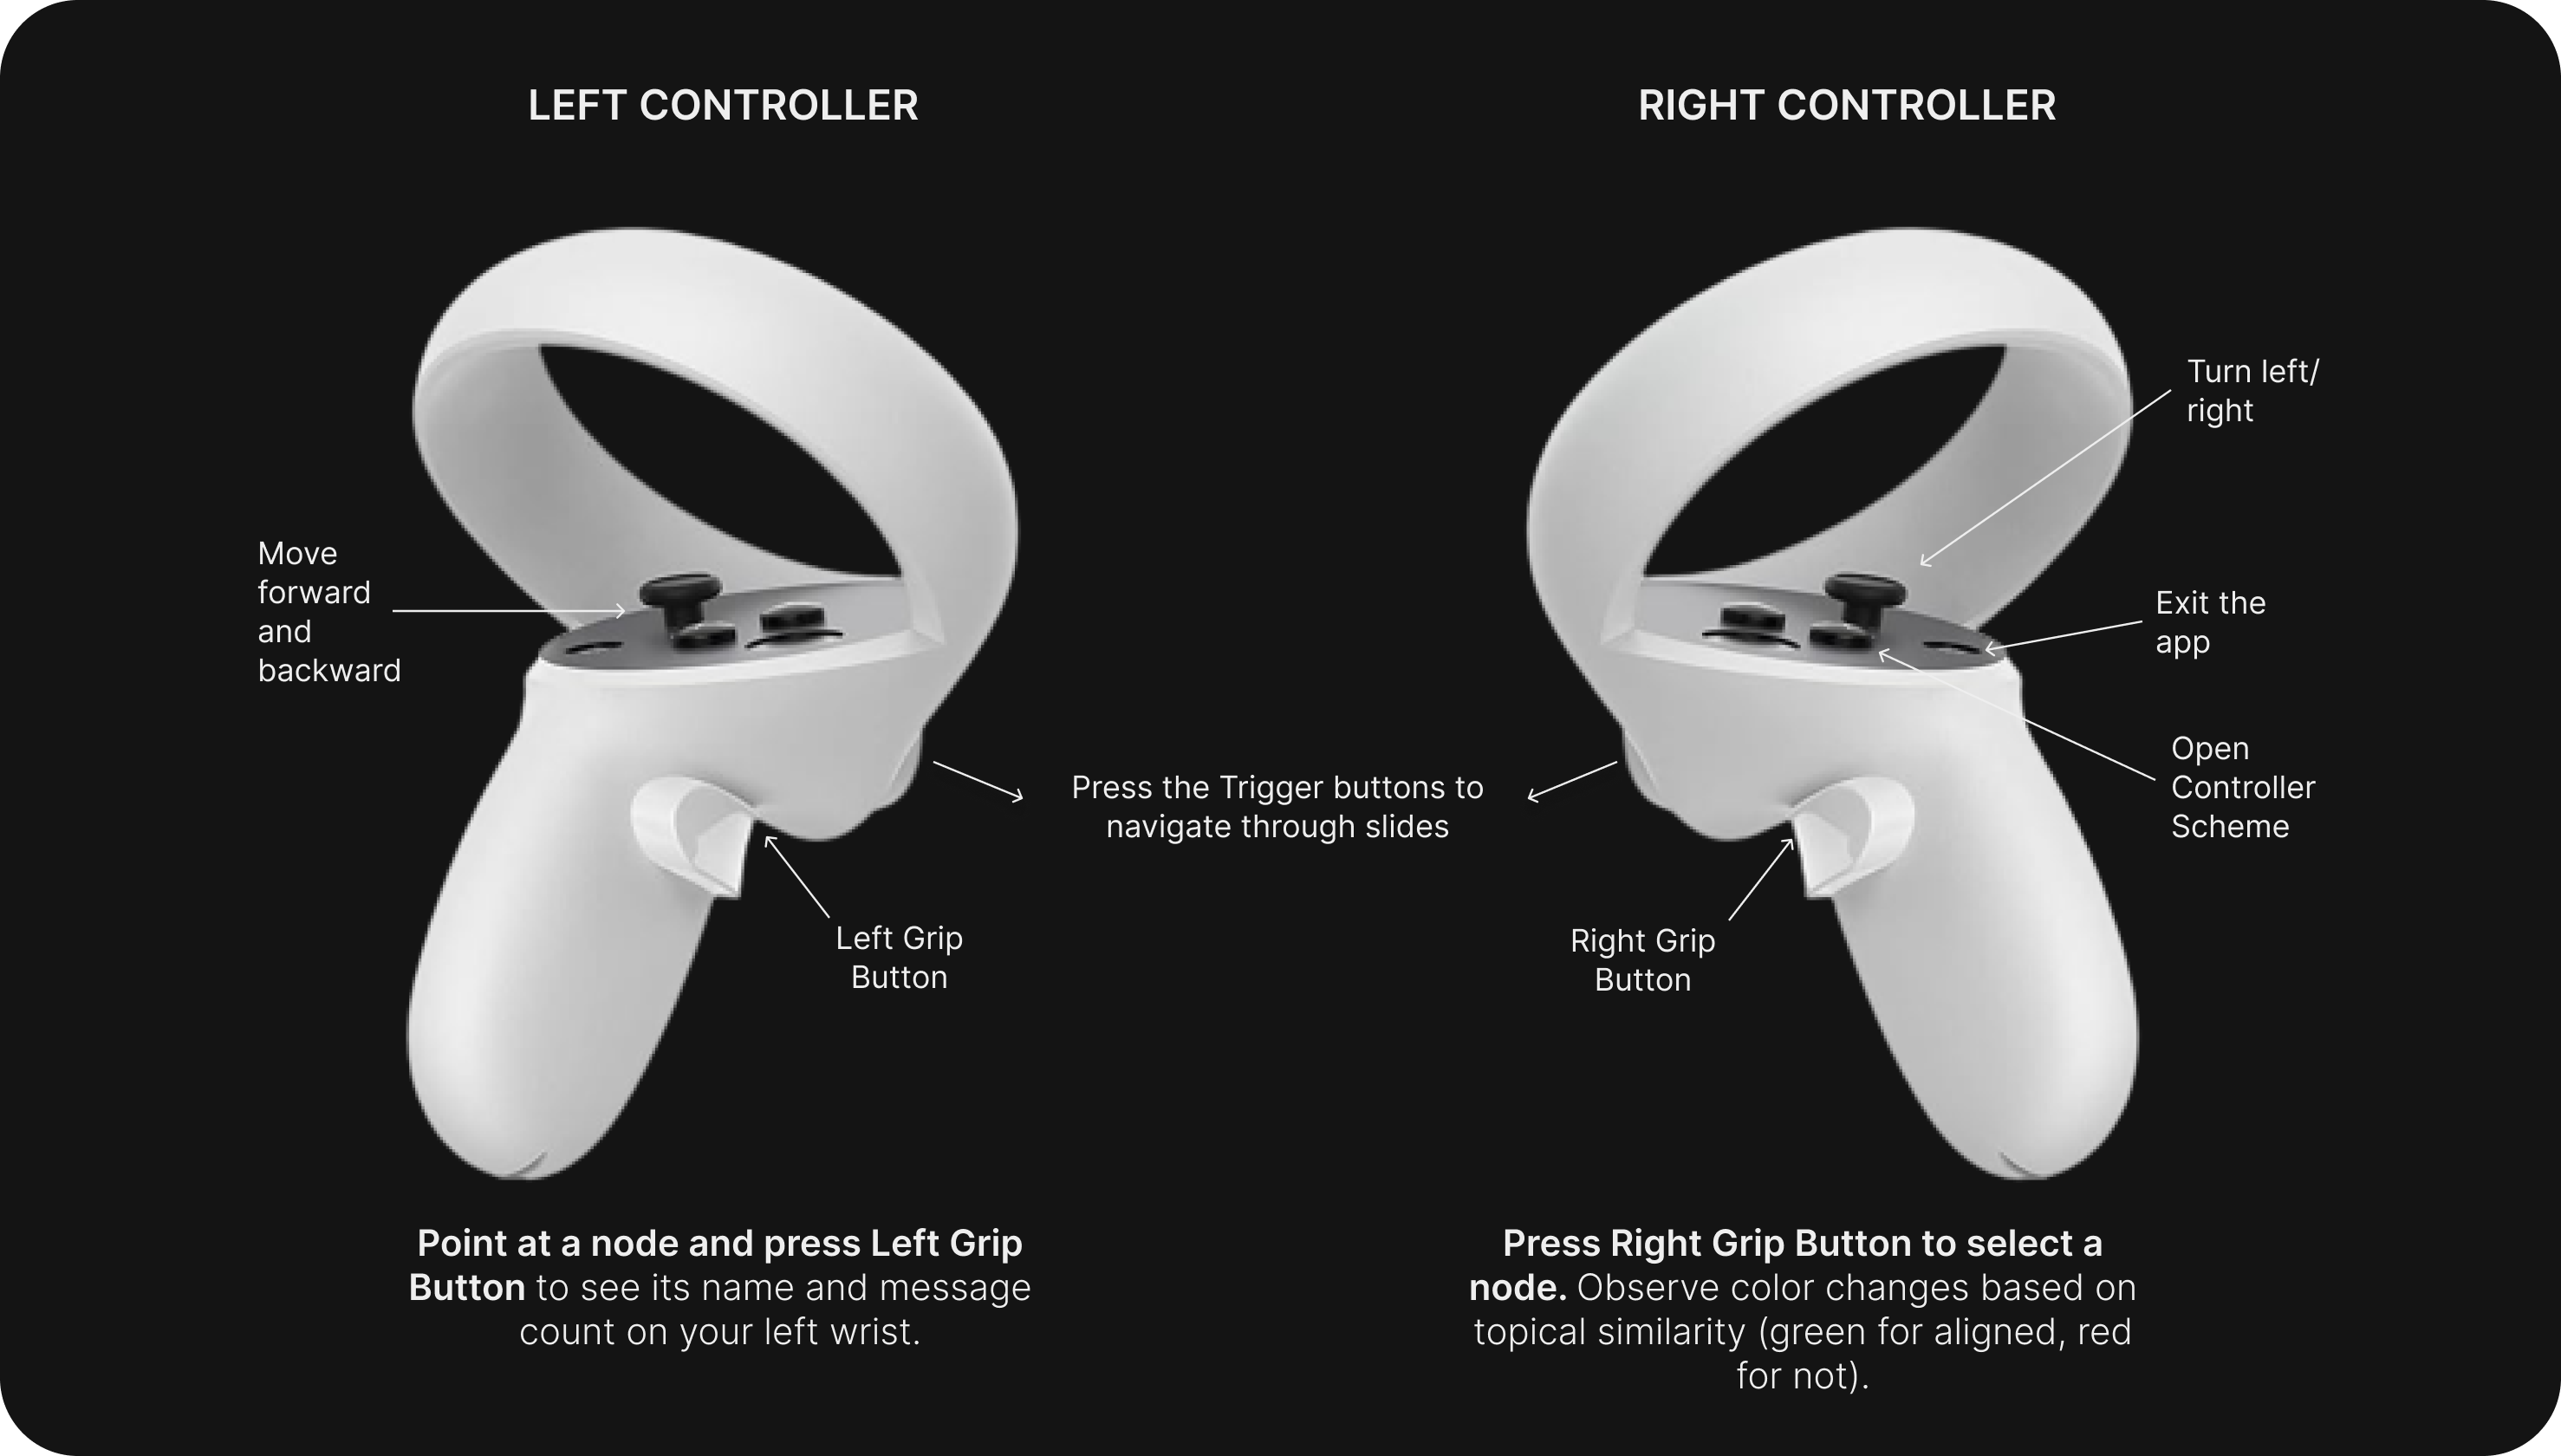 LEFT CONTROLLER
RIGHT CONTROLLER
Turn left/
right
Move
forward
and
backward
Exit the
app
Open
Controller
Scheme
Press the Trigger buttons to
navigate through slides
Left Grip
Button
Right Grip
Button
Point at a node and press Left Grip
Button to see its name and message
count on your left wrist.
Press Right Grip Button to select a
node. Observe color changes based on
topical similarity (green for aligned, red
for not).